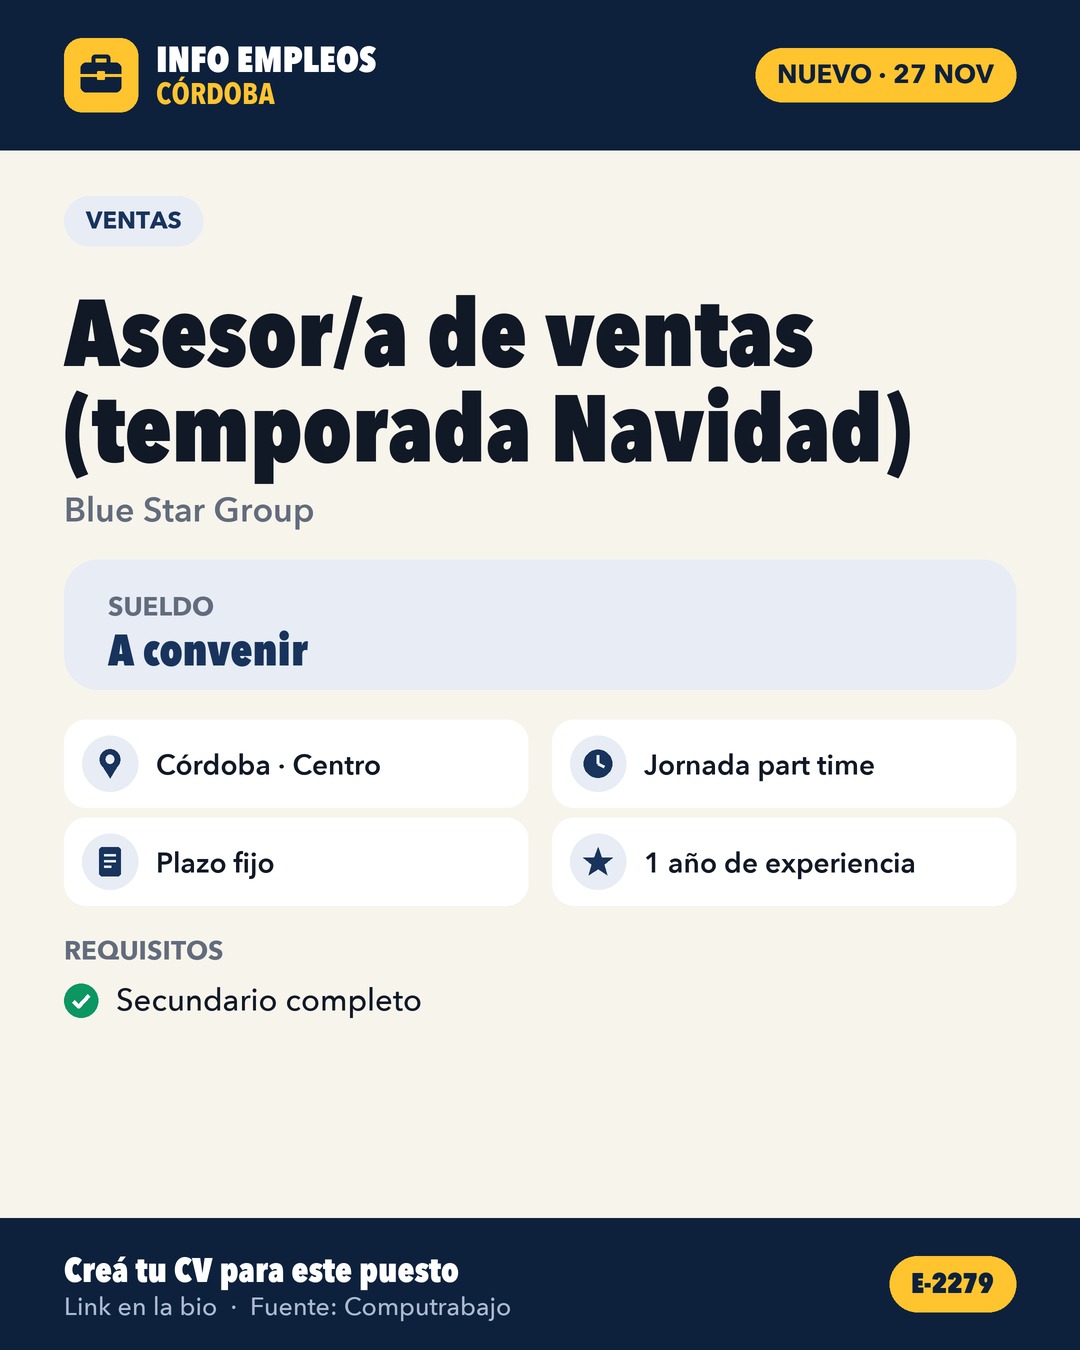 INFO EMPLEOS
CÓRDOBA
NUEVO · 27 NOV
VENTAS
Asesor/a de ventas
(temporada Navidad)
Blue Star Group
SUELDO
A convenir
Córdoba · Centro
Jornada part time
Plazo fijo
1 año de experiencia
REQUISITOS
Secundario completo
Creá tu CV para este puesto
Link en la bio · Fuente: Computrabajo
E-2279